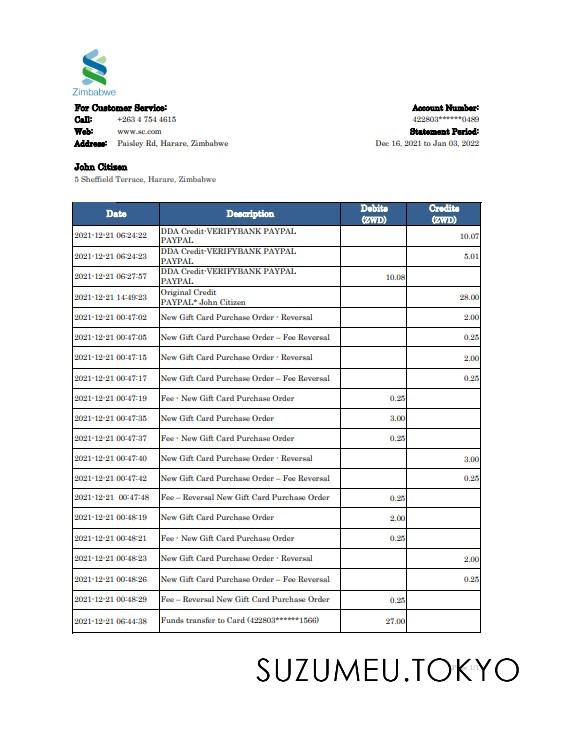 Zimbabwe
For Customer Service:
Call: +263 4 754 4615
Web: www.sc.com
Address: Paisley Rd, Harare, Zimbabwe
Account Number:
422803******0489
Statement Period:
Dec 16, 2021 to Jan 03, 2022
John Citizen
5 Sheffield Terrace, Harare, Zimbabwe
Date Description Debits (ZWD) Credits (ZWD)
2021-12-21 06:24:22 DDA Credit-VERIFYBANK PAYPAL PAYPAL 10.07
2021-12-21 06:24:23 DDA Credit-VERIFYBANK PAYPAL PAYPAL 5.01
2021-12-21 06:27:57 DDA Credit-VERIFYBANK PAYPAL PAYPAL 10.08
2021-12-21 14:49:23 Original Credit PAYPAL* John Citizen 28.00
2021-12-21 00:47:02 New Gift Card Purchase Order - Reversal 2.00
2021-12-21 00:47:05 New Gift Card Purchase Order – Fee Reversal 0.25
2021-12-21 00:47:15 New Gift Card Purchase Order - Reversal 2.00
2021-12-21 00:47:17 New Gift Card Purchase Order – Fee Reversal 0.25
2021-12-21 00:47:19 Fee - New Gift Card Purchase Order 0.25
2021-12-21 00:47:35 New Gift Card Purchase Order 3.00
2021-12-21 00:47:37 Fee - New Gift Card Purchase Order 0.25
2021-12-21 00:47:40 New Gift Card Purchase Order - Reversal 3.00
2021-12-21 00:47:42 New Gift Card Purchase Order – Fee Reversal 0.25
2021-12-21 00:47:48 Fee – Reversal New Gift Card Purchase Order 0.25
2021-12-21 00:48:19 New Gift Card Purchase Order 2.00
2021-12-21 00:48:21 Fee - New Gift Card Purchase Order 0.25
2021-12-21 00:48:23 New Gift Card Purchase Order - Reversal 2.00
2021-12-21 00:48:26 New Gift Card Purchase Order – Fee Reversal 0.25
2021-12-21 00:48:29 Fee – Reversal New Gift Card Purchase Order 0.25
2021-12-21 06:44:38 Funds transfer to Card (422803******1566) 27.00
SUZUMEU.TOKYO